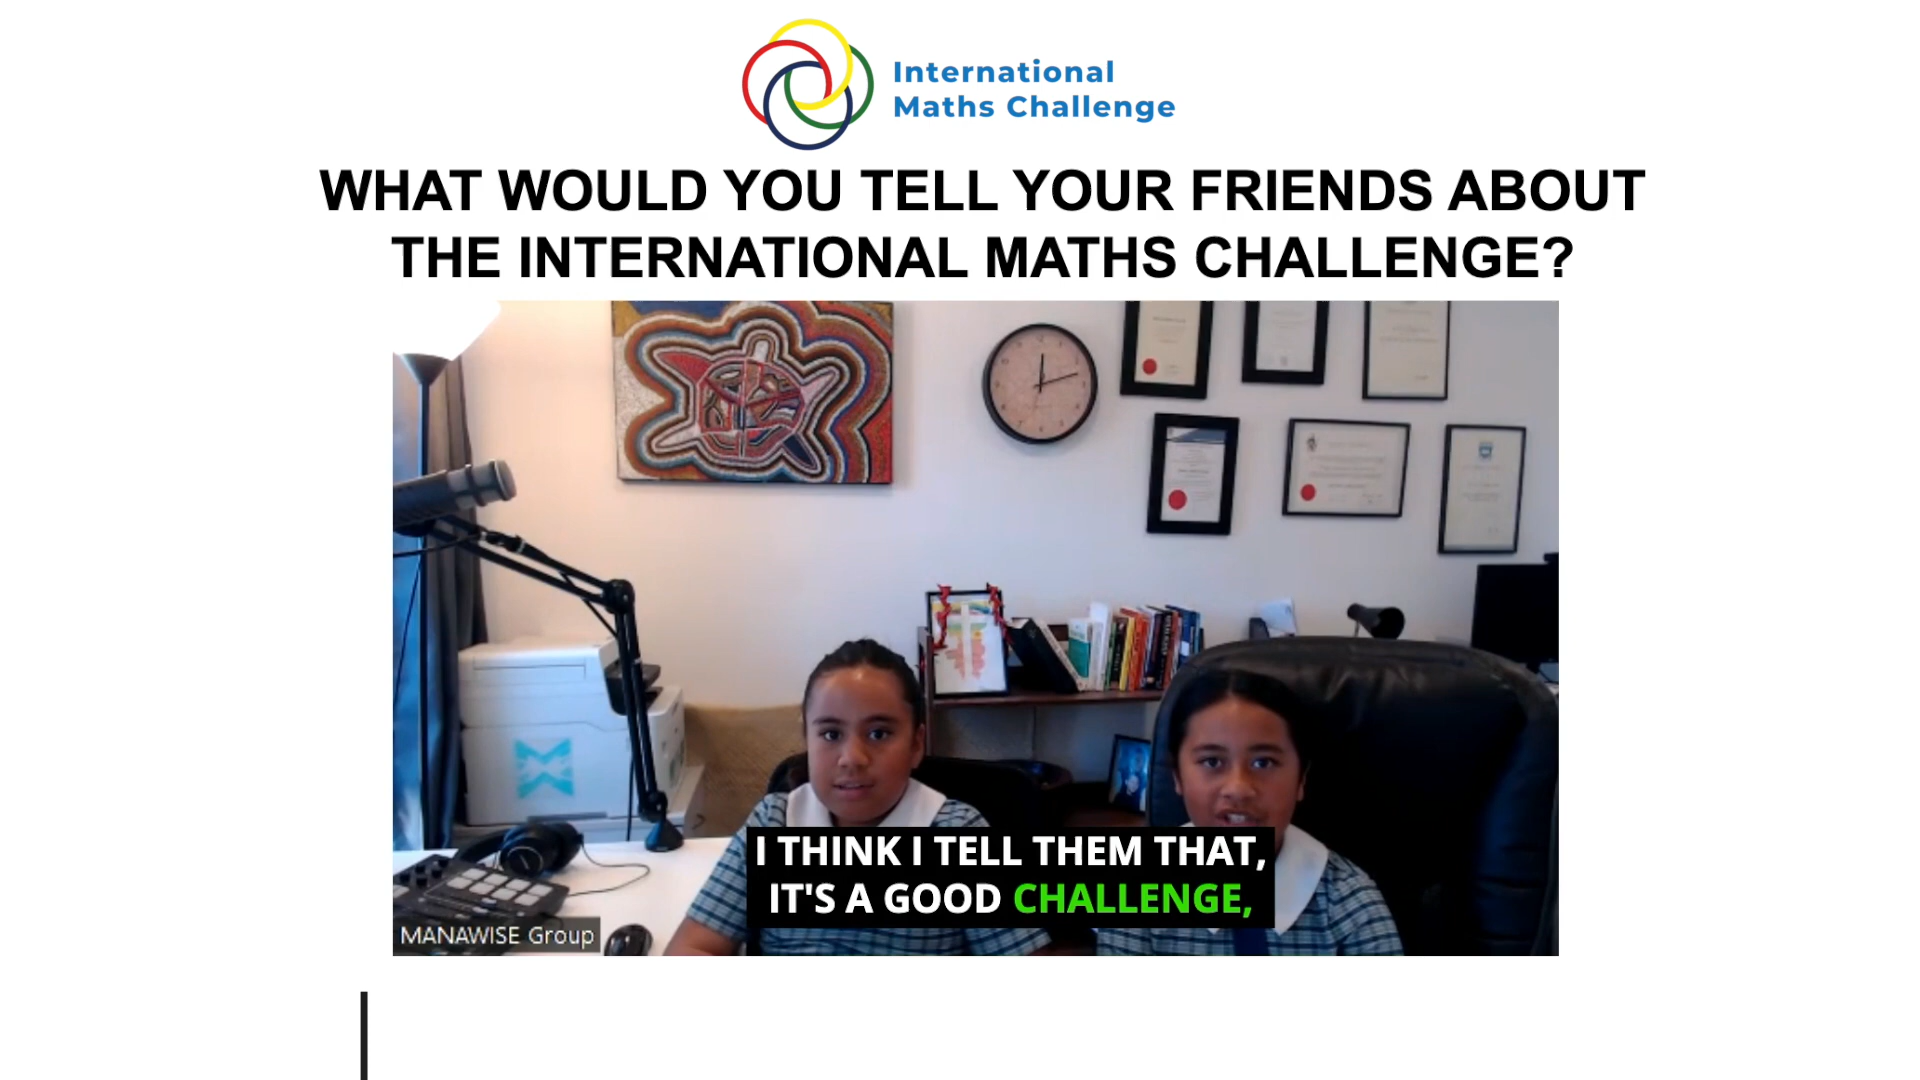 International
Maths Challenge
WHAT WOULD YOU TELL YOUR FRIENDS ABOUT
THE INTERNATIONAL MATHS CHALLENGE?
I THINK I TELL THEM THAT,
IT'S A GOOD CHALLENGE,
MANAWISE Group